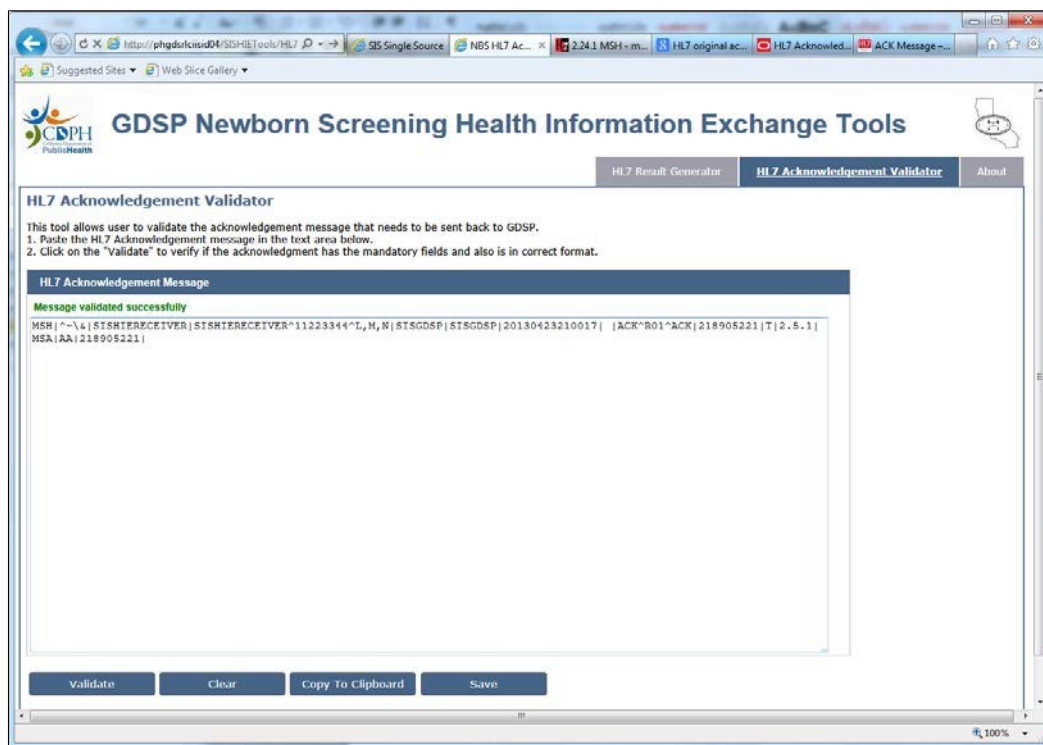 http://phgdsrlciisid04/SISHIETools/HL7
SIS Single Source
NBS HL7 Ac...
2.24.1 MSH - m...
HL7 original ac...
HL7 Acknowled...
ACK Message -...
Suggested Sites
Web Slice Gallery
CDPH
PublicHealth
GDSP Newborn Screening Health Information Exchange Tools
HL7 Result Generator
HL7 Acknowledgement Validator
About
HL7 Acknowledgement Validator
This tool allows user to validate the acknowledgement message that needs to be sent back to GDSP.
1. Paste the HL7 Acknowledgement message in the text area below.
2. Click on the "Validate" to verify if the acknowledgment has the mandatory fields and also is in correct format.
HL7 Acknowledgement Message
Message validated successfully
MSH|^~\&|SISHIERECEIVER|SISHIERECEIVER^11223344^L,M,N|SISGDSP|SISGDSP|20130423210017| |ACK^R01^ACK|218905221|T|2.5.1|
MSA|AA|218905221|
Validate
Clear
Copy To Clipboard
Save
100%